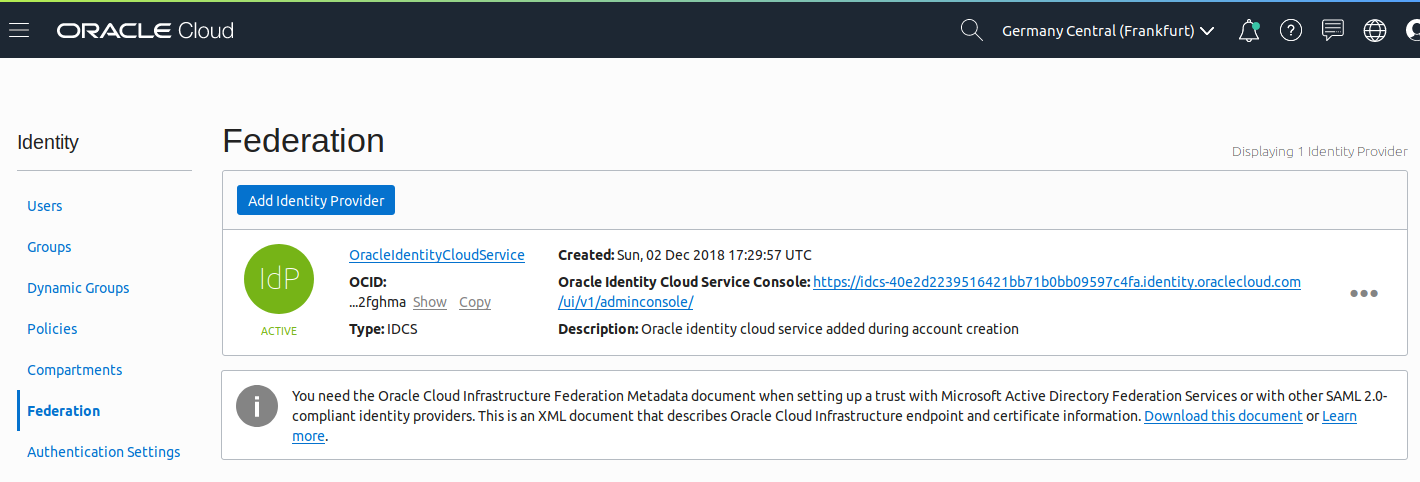 ORACLE Cloud
Germany Central (Frankfurt)
Identity
Users
Groups
Dynamic Groups
Policies
Compartments
Federation
Authentication Settings
Federation
Displaying 1 Identity Provider
Add Identity Provider
IdP
ACTIVE
OracleIdentityCloudService
OCID:
...2fghma Show Copy
Type: IDCS
Created: Sun, 02 Dec 2018 17:29:57 UTC
Oracle Identity Cloud Service Console: https://idcs-40e2d2239516421bb71b0bb09597c4fa.identity.oraclecloud.com
/ui/v1/adminconsole/
Description: Oracle identity cloud service added during account creation
You need the Oracle Cloud Infrastructure Federation Metadata document when setting up a trust with Microsoft Active Directory Federation Services or with other SAML 2.0-
compliant identity providers. This is an XML document that describes Oracle Cloud Infrastructure endpoint and certificate information. Download this document or Learn
more.